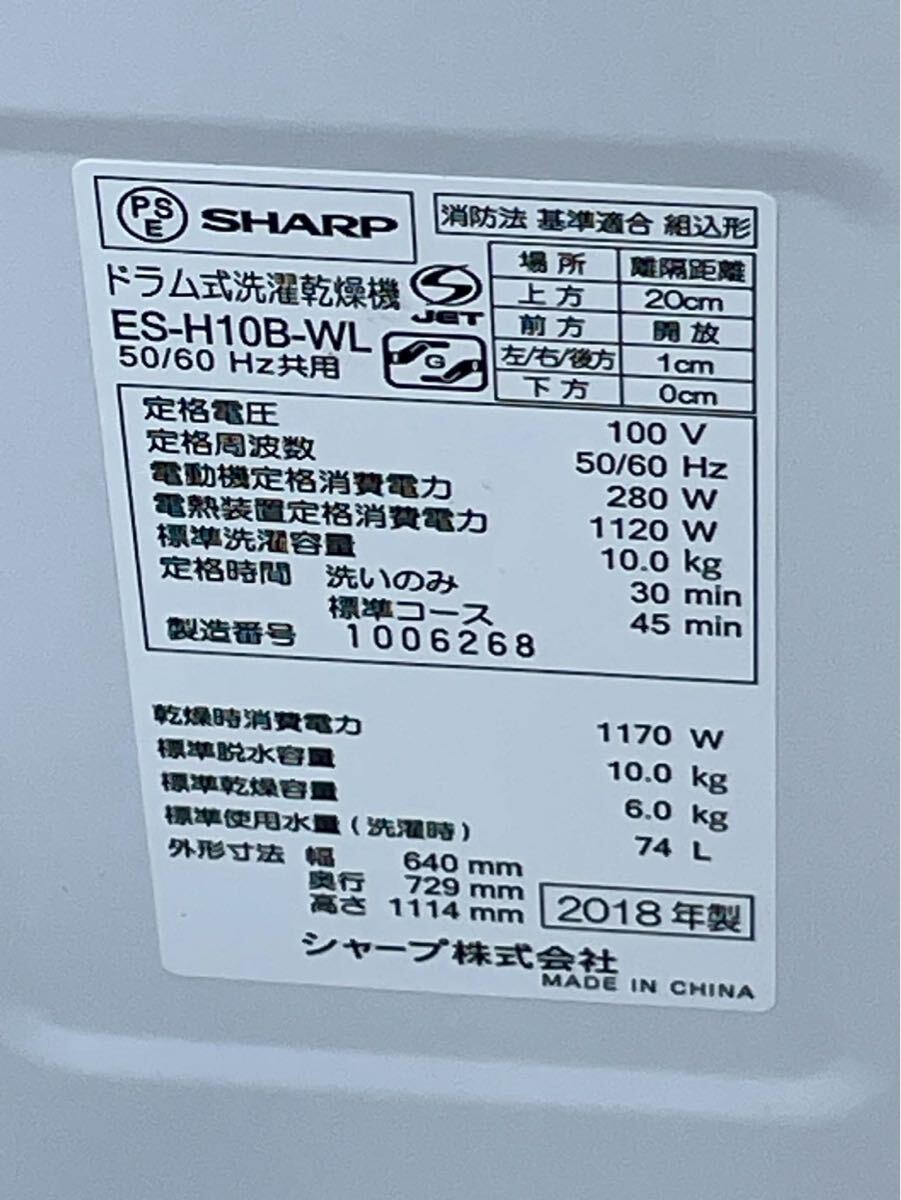 PS
E
SHARP
消防法 基準適合 組込形
場所 離隔距離
上方 20cm
前方 開放
左/右/後方 1cm
下方 0cm
ドラム式洗濯乾燥機
S
JET
ES-H10B-WL
50/60 Hz共用
G
定格電圧 100 V
定格周波数 50/60 Hz
電動機定格消費電力 280 W
電熱装置定格消費電力 1120 W
標準洗濯容量 10.0 kg
定格時間 洗いのみ 30 min
標準コース 45 min
製造番号 1006268
乾燥時消費電力 1170 W
標準脱水容量 10.0 kg
標準乾燥容量 6.0 kg
標準使用水量(洗濯時) 74 L
外形寸法 幅 640 mm
奥行 729 mm
高さ 1114 mm
2018年製
シャープ株式会社
MADE IN CHINA